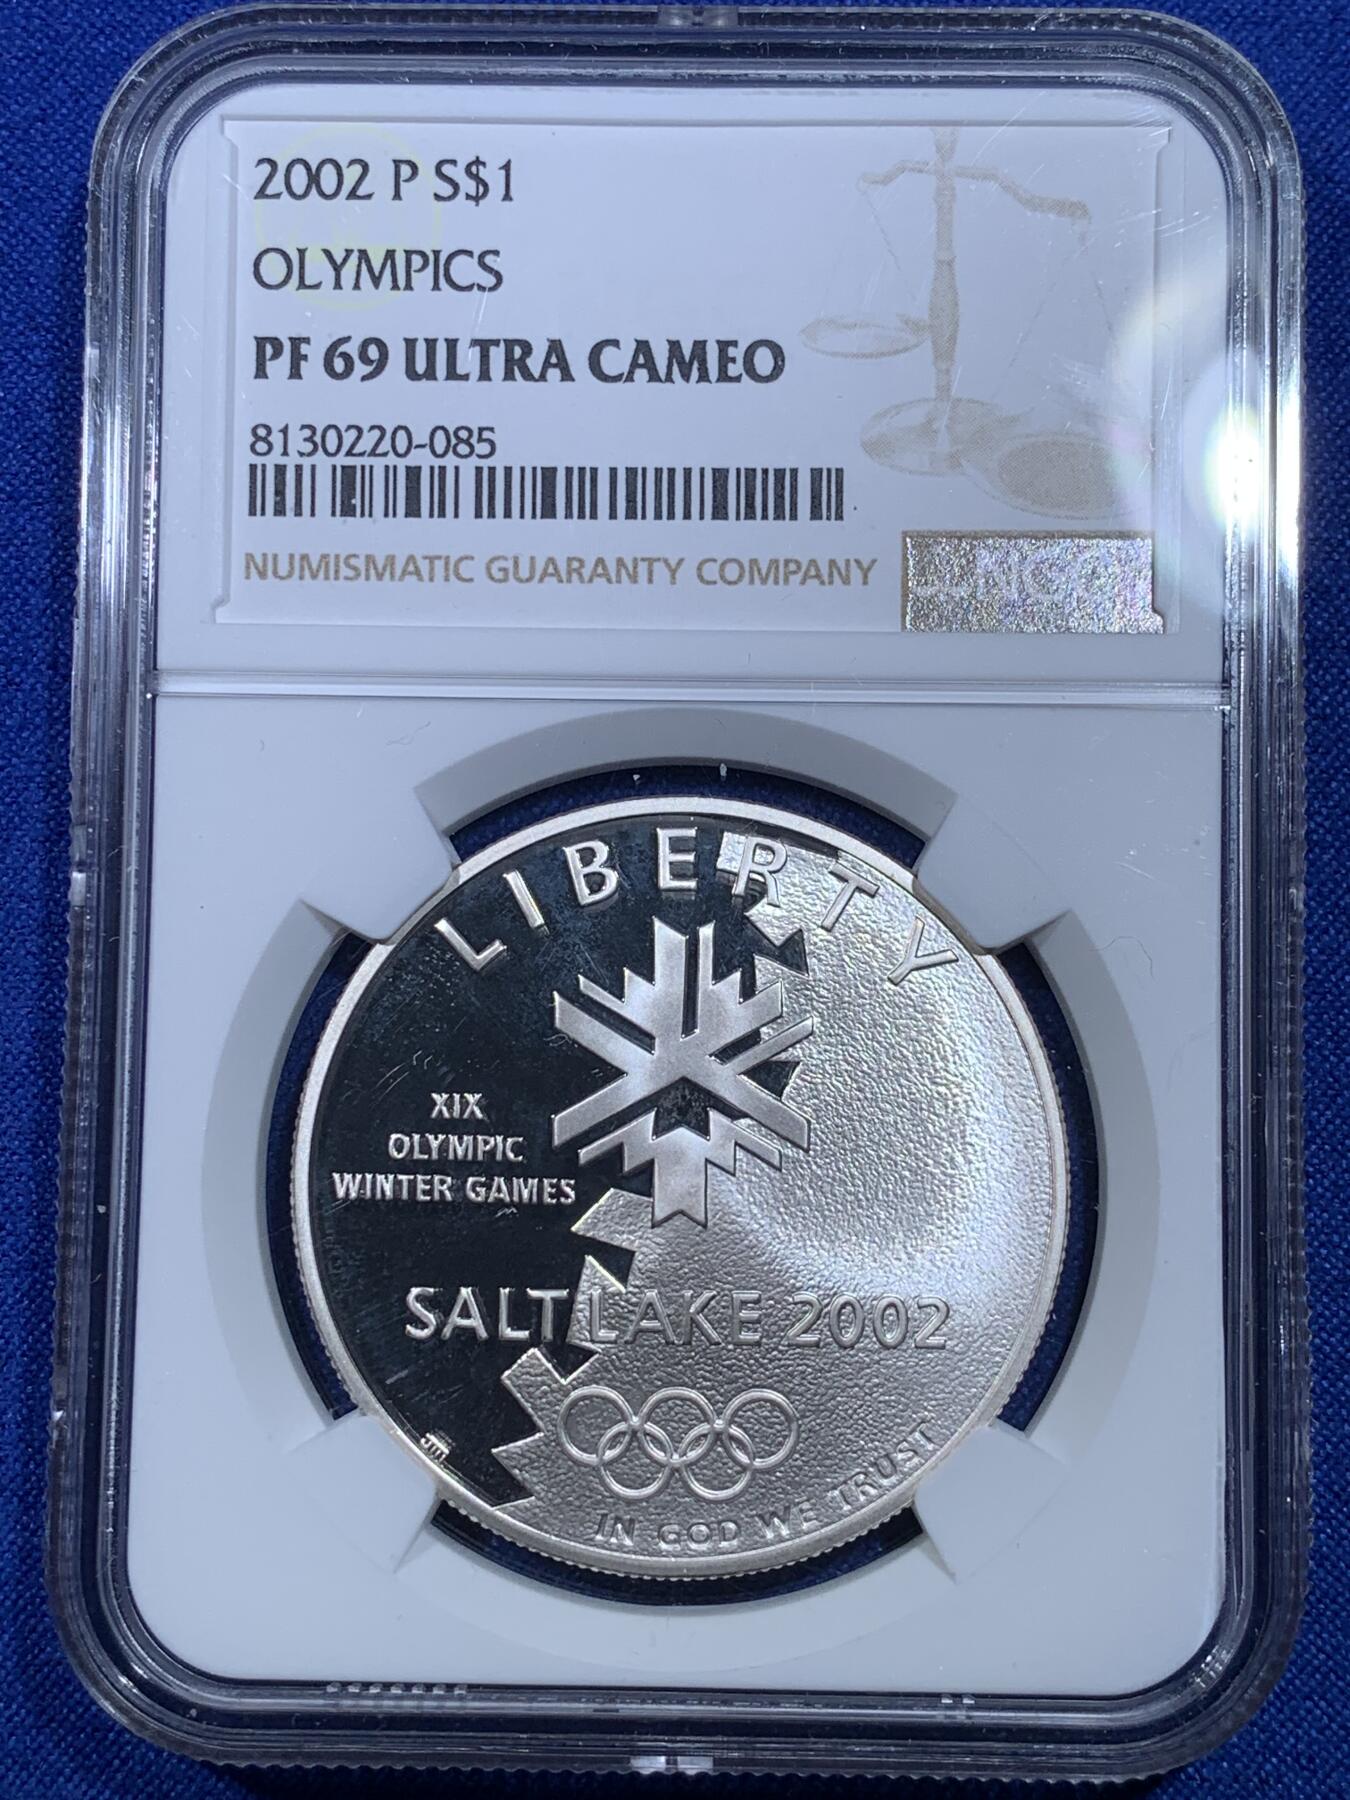 2002 P S$1
OLYMPICS
PF 69 ULTRA CAMEO
8130220-085
NUMISMATIC GUARANTY COMPANY
NGC
LIBERTY
XIX
OLYMPIC
WINTER GAMES
SALT LAKE 2002
IN GOD WE TRUST